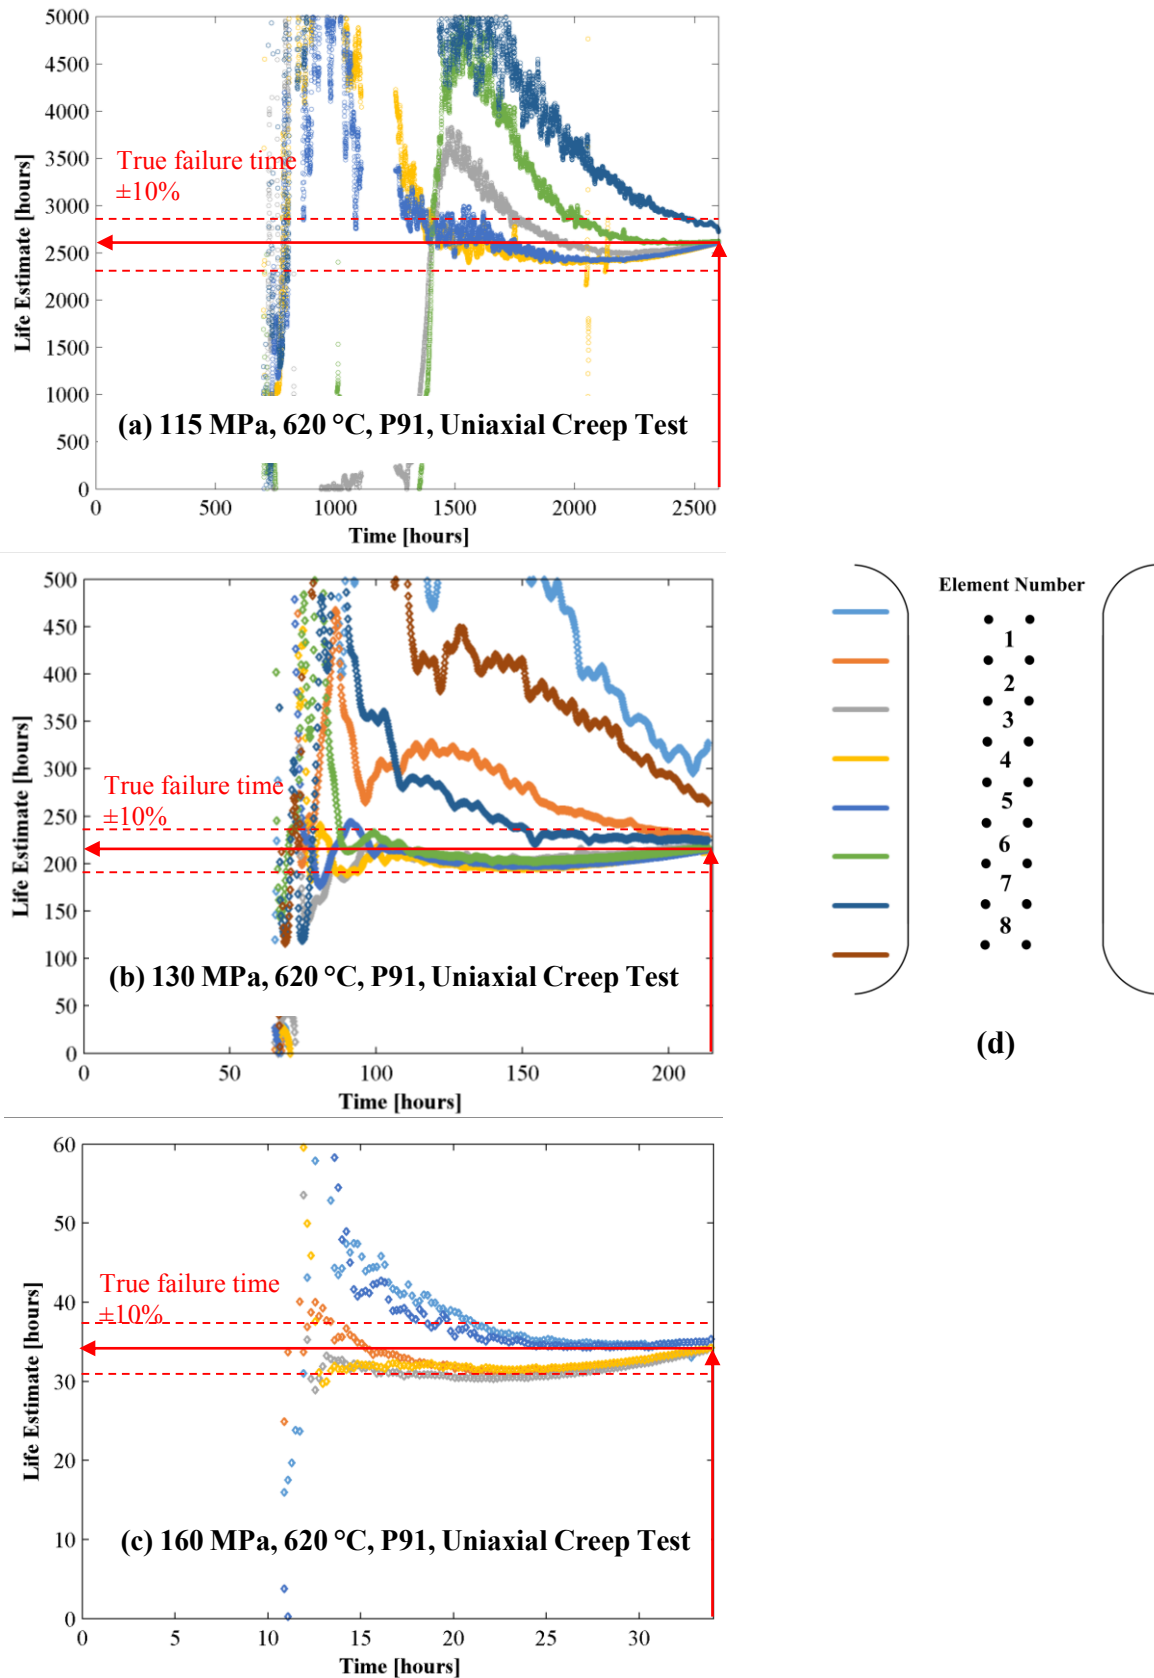 5000
4500
4000
3500
3000
2500
2000
1500
1000
500
0
Life Estimate [hours]
True failure time
±10%
(a) 115 MPa, 620 °C, P91, Uniaxial Creep Test
0 500 1000 1500 2000 2500
Time [hours]
500
450
400
350
300
250
200
150
100
50
0
Life Estimate [hours]
True failure time
±10%
(b) 130 MPa, 620 °C, P91, Uniaxial Creep Test
0 50 100 150 200
Time [hours]
Element Number
1
2
3
4
5
6
7
8
(d)
60
50
40
30
20
10
0
Life Estimate [hours]
True failure time
±10%
(c) 160 MPa, 620 °C, P91, Uniaxial Creep Test
0 5 10 15 20 25 30
Time [hours]